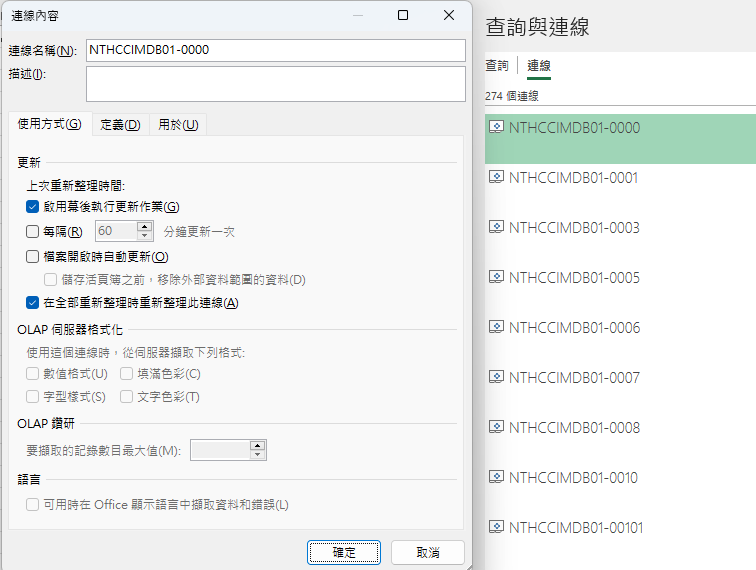 連線內容
連線名稱(N):
NTHCCIMDB01-0000
描述(I):
使用方式(G)
定義(D)
用於(U)
更新
上次重新整理時間:
啟用幕後執行更新作業(G)
每隔(R)
60
分鐘更新一次
檔案開啟時自動更新(O)
儲存活頁簿之前，移除外部資料範圍的資料(D)
在全部重新整理時重新整理此連線(A)
OLAP 伺服器格式化
使用這個連線時，從伺服器擷取下列格式:
數值格式(U)
填滿色彩(C)
字型樣式(S)
文字色彩(T)
OLAP 鑽研
要擷取的記錄數目最大值(M):
語言
可用時在 Office 顯示語言中擷取資料和錯誤(L)
確定
取消
查詢與連線
查詢
連線
274 個連線
NTHCCIMDB01-0000
NTHCCIMDB01-0001
NTHCCIMDB01-0003
NTHCCIMDB01-0005
NTHCCIMDB01-0006
NTHCCIMDB01-0007
NTHCCIMDB01-0008
NTHCCIMDB01-0010
NTHCCIMDB01-00101